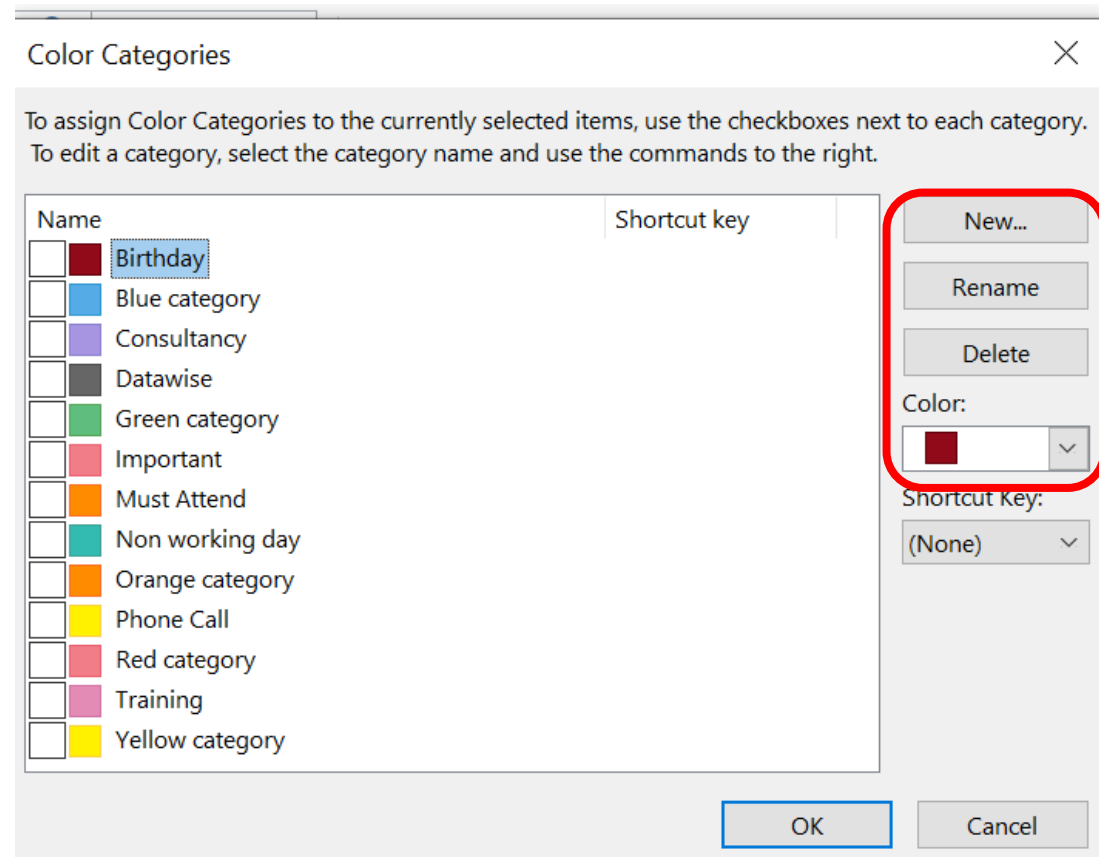 Color Categories
To assign Color Categories to the currently selected items, use the checkboxes next to each category.
To edit a category, select the category name and use the commands to the right.
Name Shortcut key
Birthday
Blue category
Consultancy
Datawise
Green category
Important
Must Attend
Non working day
Orange category
Phone Call
Red category
Training
Yellow category
New...
Rename
Delete
Color:
Shortcut Key:
(None)
OK Cancel